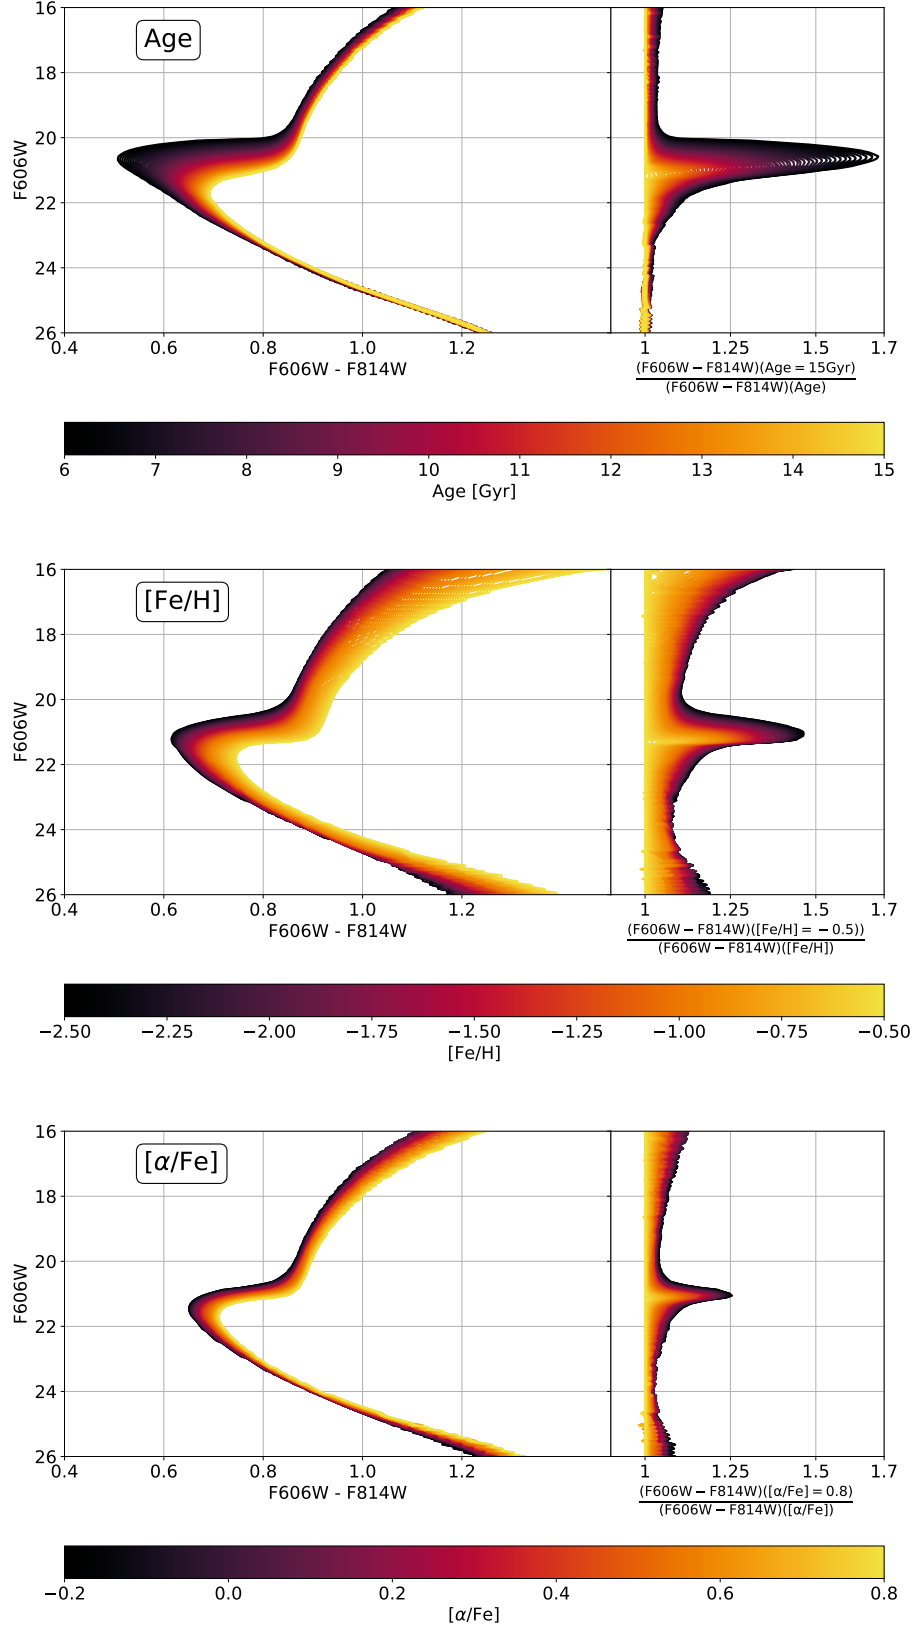 Age
16
18
20
22
24
26
F606W
0.4 0.6 0.8 1.0 1.2
F606W - F814W
1 1.25 1.5 1.7
(F606W − F814W)(Age = 15Gyr)
(F606W − F814W)(Age)
6 7 8 9 10 11 12 13 14 15
Age [Gyr]
[Fe/H]
16
18
20
22
24
26
F606W
0.4 0.6 0.8 1.0 1.2
F606W - F814W
1 1.25 1.5 1.7
(F606W − F814W)([Fe/H] = − 0.5))
(F606W − F814W)([Fe/H])
−2.50 −2.25 −2.00 −1.75 −1.50 −1.25 −1.00 −0.75 −0.50
[Fe/H]
[α/Fe]
16
18
20
22
24
26
F606W
0.4 0.6 0.8 1.0 1.2
F606W - F814W
1 1.25 1.5 1.7
(F606W − F814W)([α/Fe] = 0.8)
(F606W − F814W)([α/Fe])
−0.2 0.0 0.2 0.4 0.6 0.8
[α/Fe]